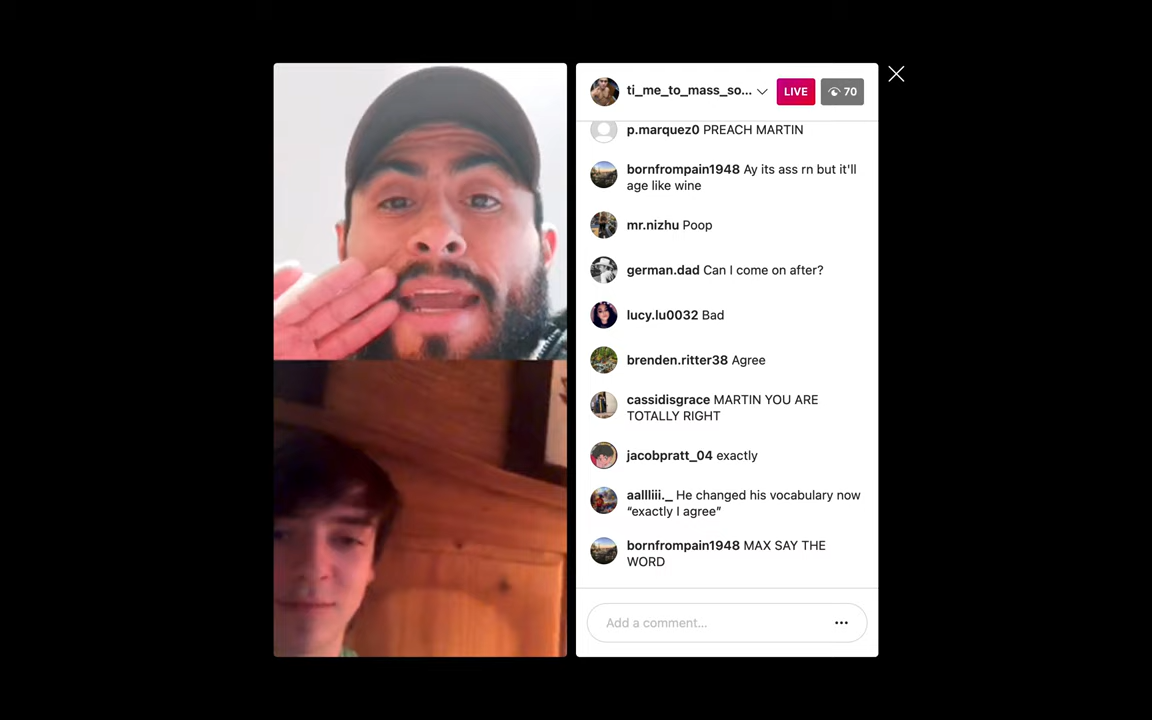 ti_me_to_mass_so...
LIVE
70
p.marquez0 PREACH MARTIN
bornfrompain1948 Ay its ass rn but it'll
age like wine
mr.nizhu Poop
german.dad Can I come on after?
lucy.lu0032 Bad
brenden.ritter38 Agree
cassidisgrace MARTIN YOU ARE
TOTALLY RIGHT
jacobpratt_04 exactly
aallliii._ He changed his vocabulary now
“exactly I agree”
bornfrompain1948 MAX SAY THE
WORD
Add a comment...